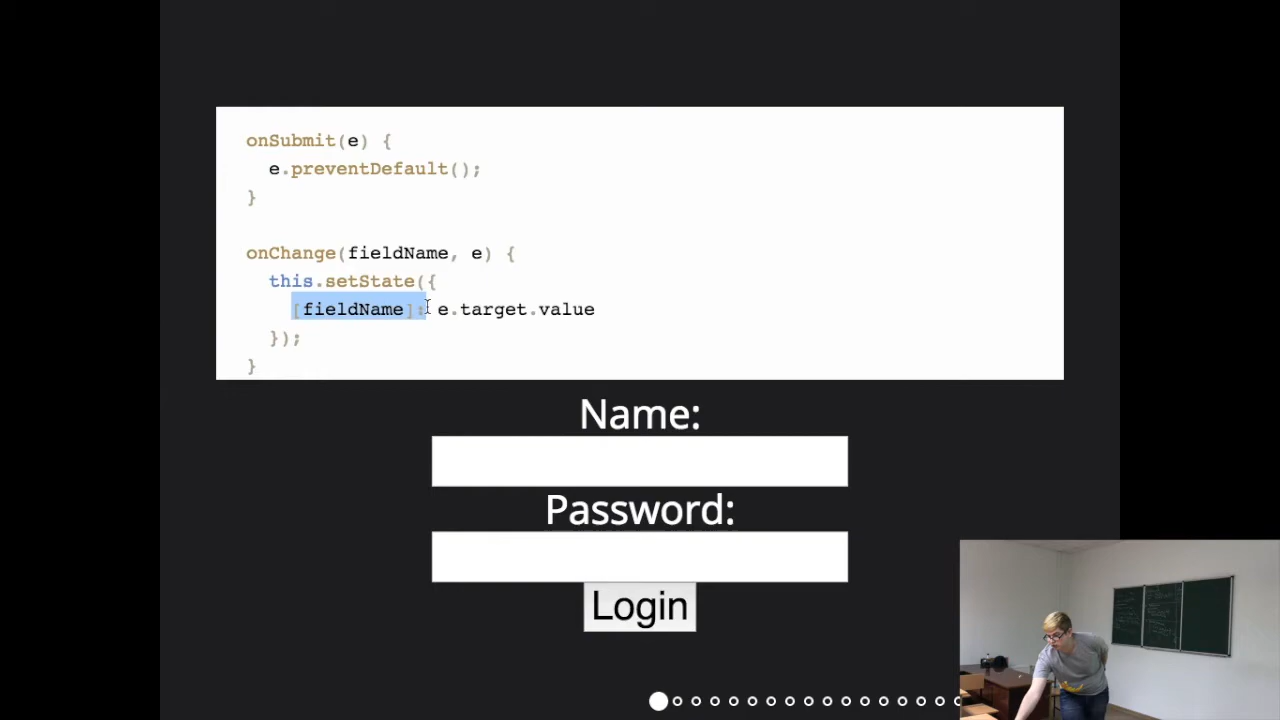 onSubmit(e) {
e.preventDefault();
}
onChange(fieldName, e) {
this.setState({
[fieldName]: e.target.value
});
}
Name:
Password:
Login